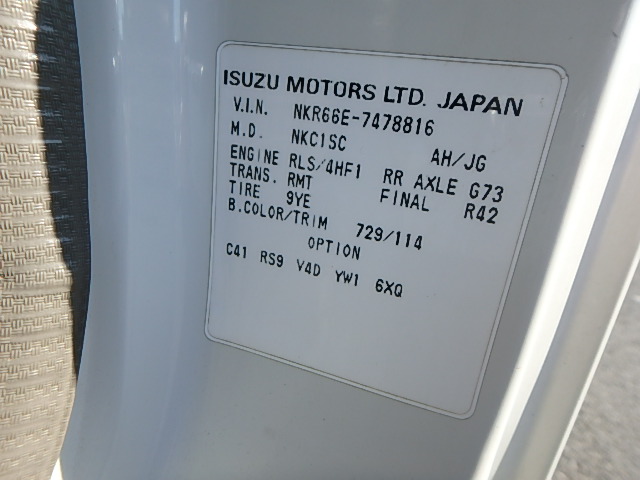 ISUZU MOTORS LTD. JAPAN
V.I.N. NKR66E-7478816
M.D. NKC1SC AH/JG
ENGINE RLS/4HF1 RR AXLE G73
TRANS. RMT FINAL R42
TIRE 9YE
B.COLOR/TRIM 729/114
OPTION
C41 RS9 V4D YW1 6XQ